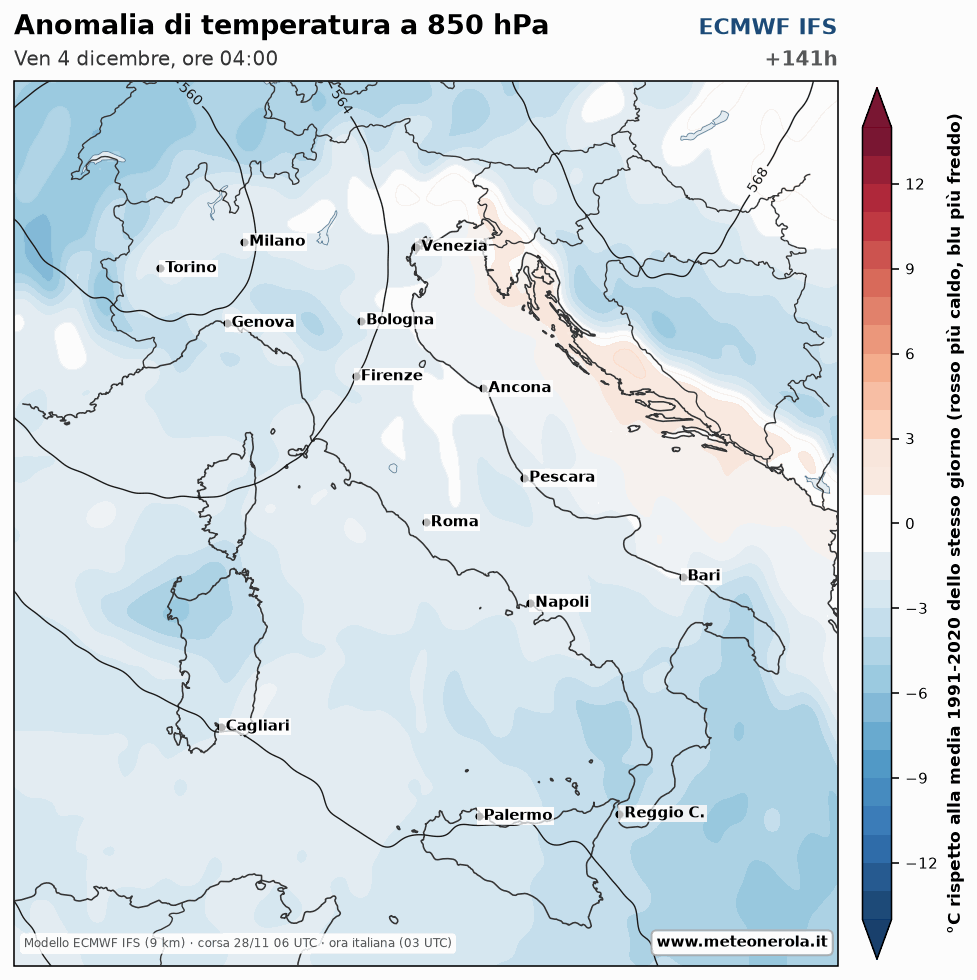 Anomalia di temperatura a 850 hPa
ECMWF IFS
Ven 4 dicembre, ore 04:00
+141h
560
564
568
Milano
Venezia
Torino
Genova
Bologna
Firenze
Ancona
Pescara
Roma
Bari
Napoli
Cagliari
Palermo
Reggio C.
12
9
6
3
0
−3
−6
−9
−12
°C rispetto alla media 1991-2020 dello stesso giorno (rosso più caldo, blu più freddo)
Modello ECMWF IFS (9 km) · corsa 28/11 06 UTC · ora italiana (03 UTC)
www.meteonerola.it